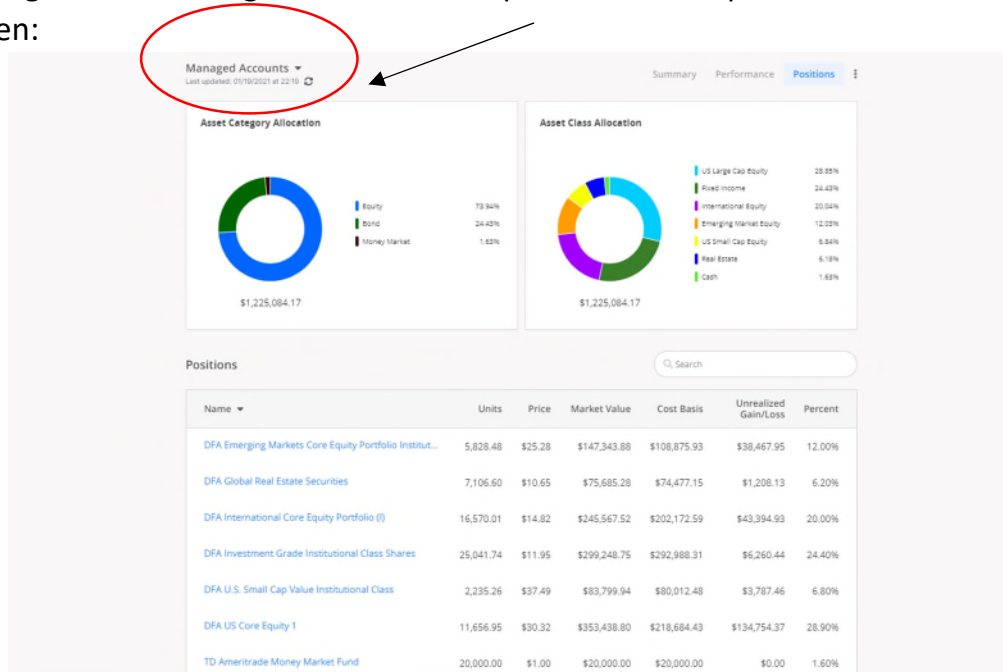 en:
Managed Accounts
Last updated: 01/19/2021 at 22:19
Summary Performance Positions
Asset Category Allocation
Equity 73.94%
Bond 24.43%
Money Market 1.63%
$1,225,084.17
Asset Class Allocation
US Large Cap Equity 28.85%
Fixed Income 24.43%
International Equity 20.04%
Emerging Market Equity 12.03%
US Small Cap Equity 6.84%
Real Estate 6.18%
Cash 1.63%
$1,225,084.17
Positions
Search
Name Units Price Market Value Cost Basis Unrealized Gain/Loss Percent
DFA Emerging Markets Core Equity Portfolio Institut... 5,828.48 $25.28 $147,343.88 $108,875.93 $38,467.95 12.00%
DFA Global Real Estate Securities 7,106.60 $10.65 $75,685.28 $74,477.15 $1,208.13 6.20%
DFA International Core Equity Portfolio (I) 16,570.01 $14.82 $245,567.52 $202,172.59 $43,394.93 20.00%
DFA Investment Grade Institutional Class Shares 25,041.74 $11.95 $299,248.75 $292,988.31 $6,260.44 24.40%
DFA U.S. Small Cap Value Institutional Class 2,235.26 $37.49 $83,799.94 $80,012.48 $3,787.46 6.80%
DFA US Core Equity 1 11,656.95 $30.32 $353,438.80 $218,684.43 $134,754.37 28.90%
TD Ameritrade Money Market Fund 20,000.00 $1.00 $20,000.00 $20,000.00 $0.00 1.60%